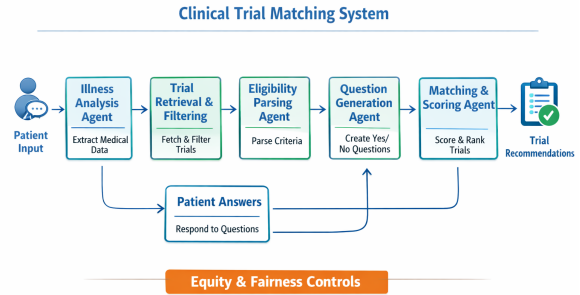 Clinical Trial Matching System
Patient
Input
Illness
Analysis
Agent
Extract Medical
Data
Trial
Retrieval &
Filtering
Fetch & Filter
Trials
Eligibility
Parsing
Agent
Parse Criteria
Question
Generation
Agent
Create Yes/
No Questions
Matching &
Scoring Agent
Score & Rank
Trials
Trial
Recommendations
Patient Answers
Respond to Questions
Equity & Fairness Controls